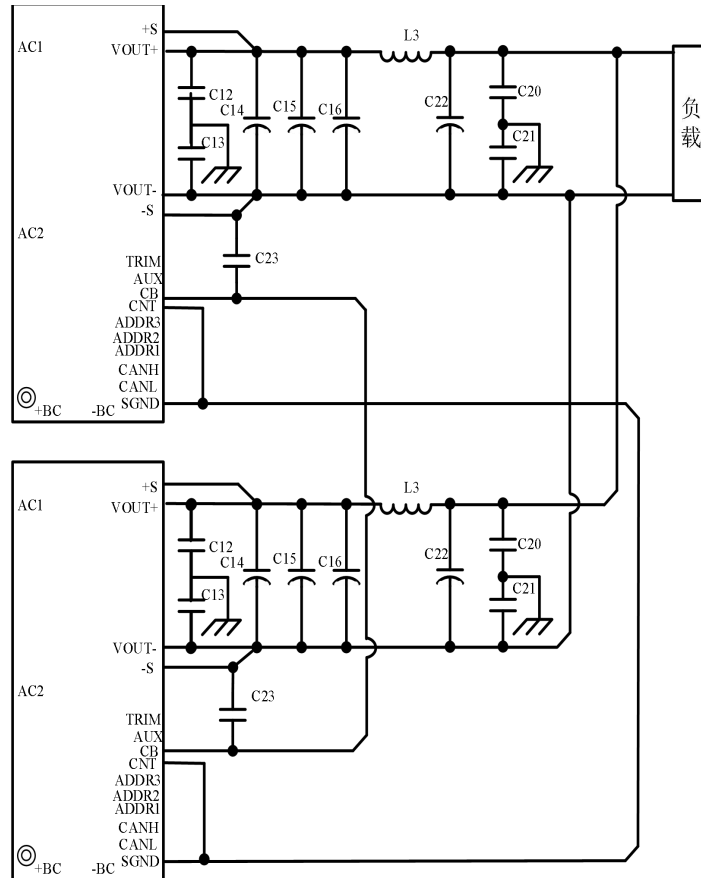 +S
AC1
VOUT+
L3
C12
C14
C15
C16
C22
C20
C13
C21
负载
VOUT-
-S
AC2
C23
TRIM
AUX
CB
CNT
ADDR3
ADDR2
ADDR1
CANH
CANL
SGND
+BC
-BC
+S
AC1
VOUT+
L3
C12
C14
C15
C16
C22
C20
C13
C21
VOUT-
-S
AC2
C23
TRIM
AUX
CB
CNT
ADDR3
ADDR2
ADDR1
CANH
CANL
SGND
+BC
-BC